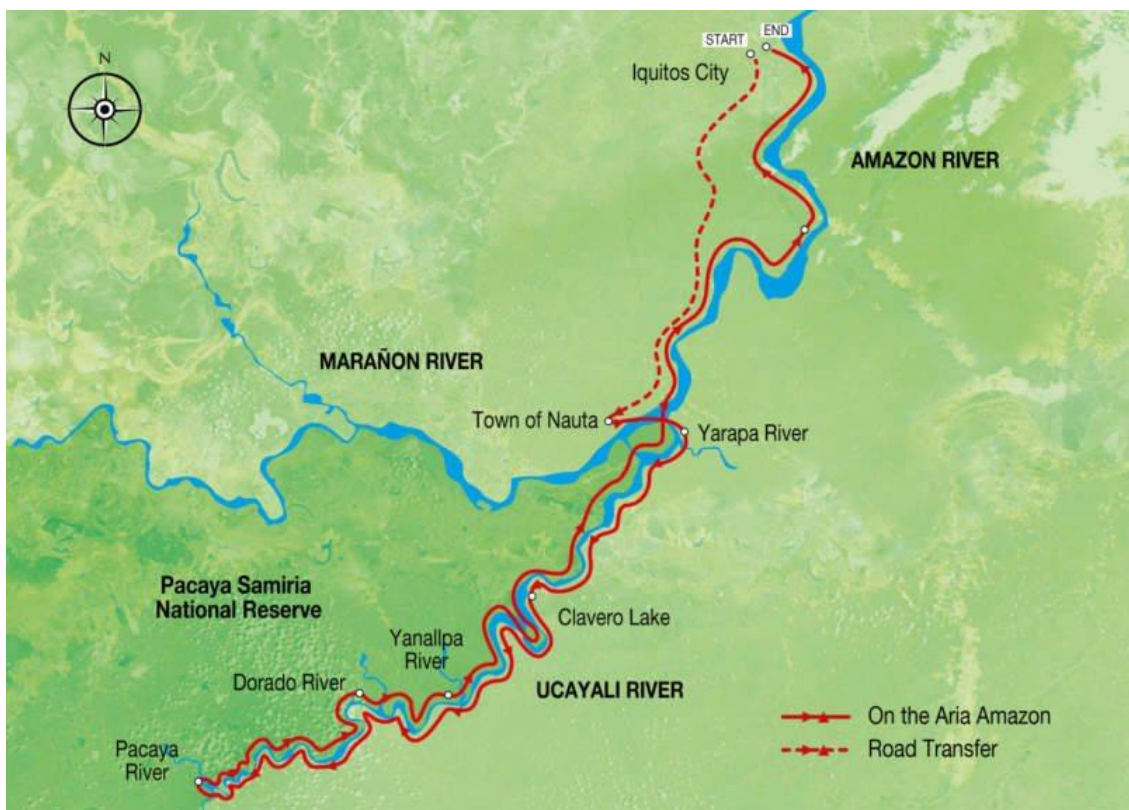 N
START
END
Iquitos City
AMAZON RIVER
MARAÑON RIVER
Town of Nauta
Yarapa River
Pacaya Samiria
National Reserve
Clavero Lake
Yanallpa
River
Dorado River
UCAYALI RIVER
Pacaya
River
On the Aria Amazon
Road Transfer